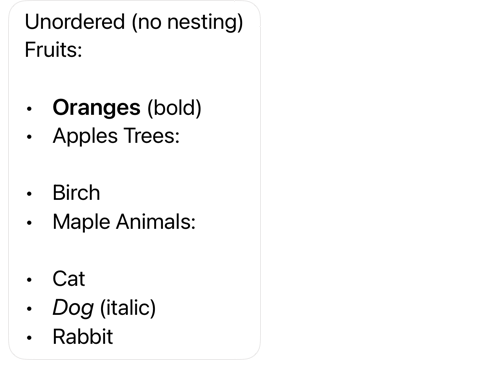 Unordered (no nesting)
Fruits:
• Oranges (bold)
• Apples Trees:
• Birch
• Maple Animals:
• Cat
• Dog (italic)
• Rabbit